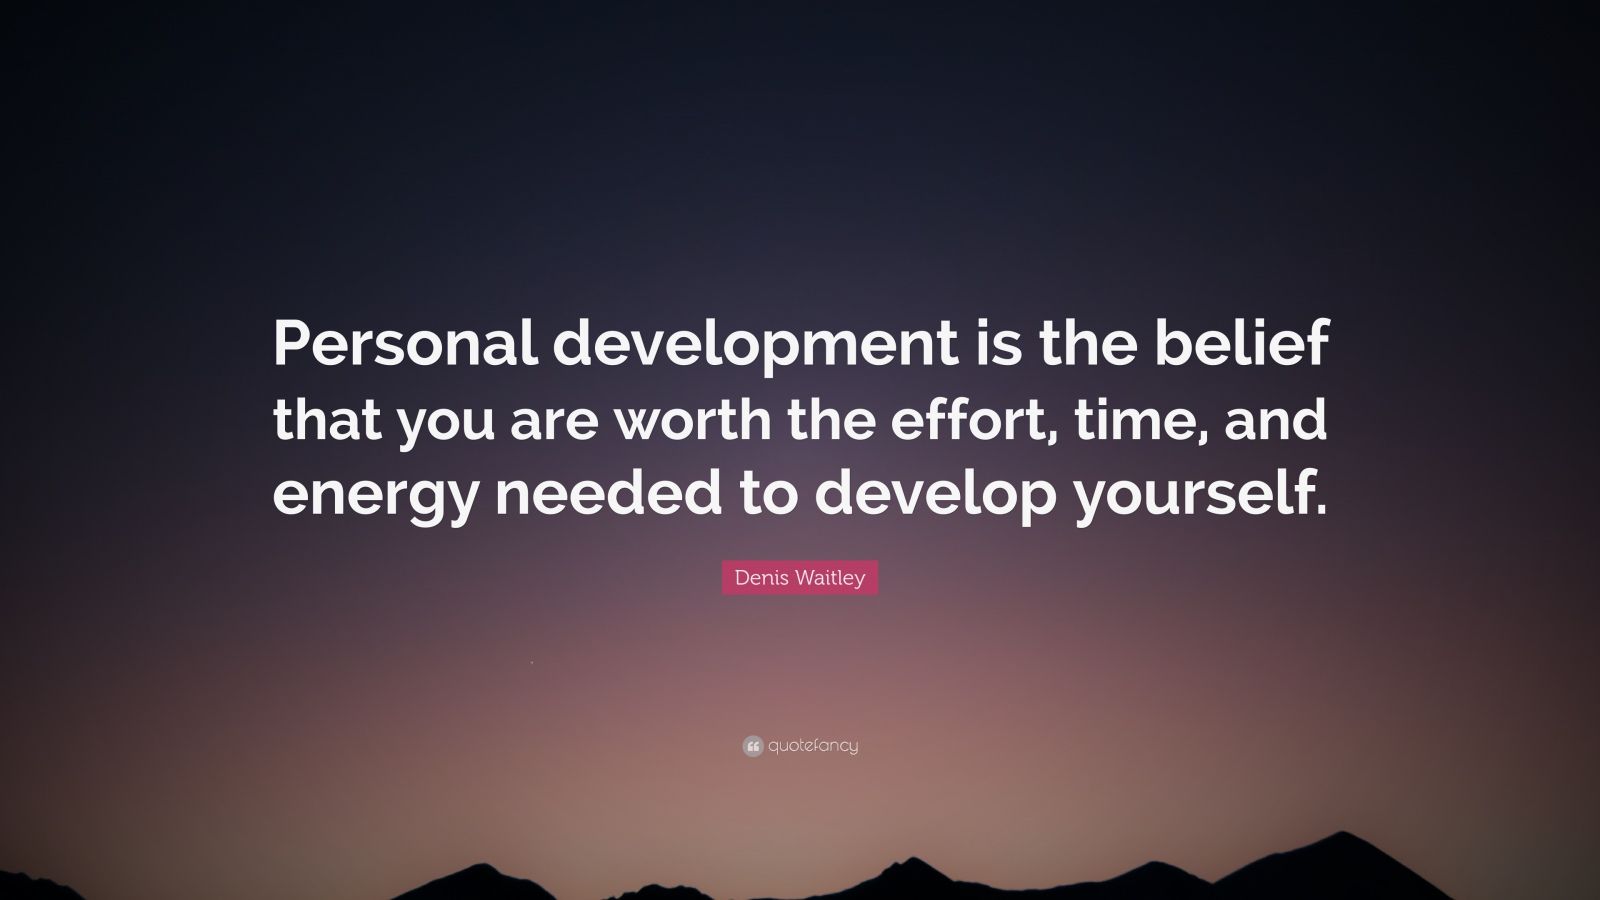 Personal development is the belief
that you are worth the effort, time, and
energy needed to develop yourself.
Denis Waitley
quotefancy